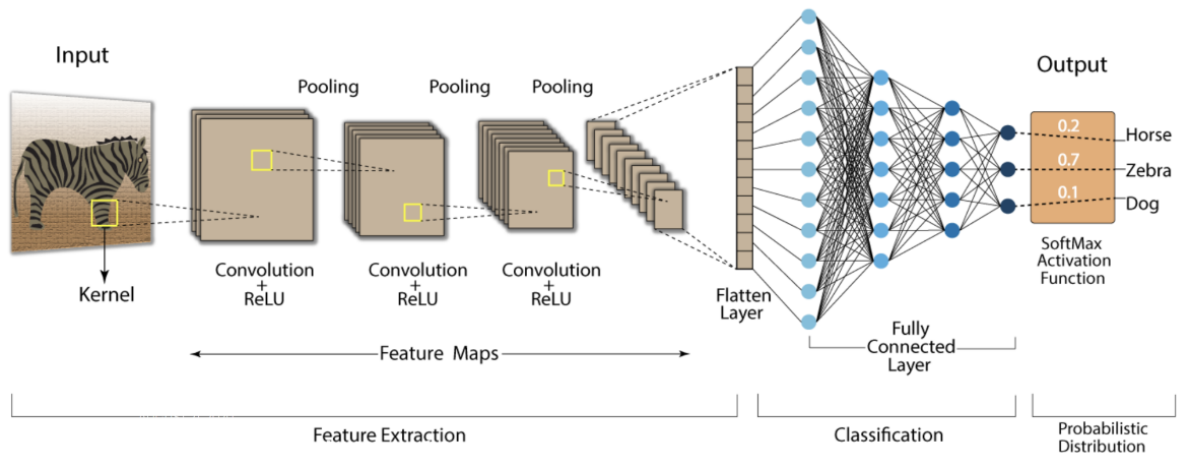 Input
Kernel
Pooling
Pooling
Pooling
Convolution
+
ReLU
Convolution
+
ReLU
Convolution
+
ReLU
Feature Maps
Flatten
Layer
Fully
Connected
Layer
Output
0.2
0.7
0.1
Horse
Zebra
Dog
SoftMax
Activation
Function
Feature Extraction
Classification
Probabilistic
Distribution